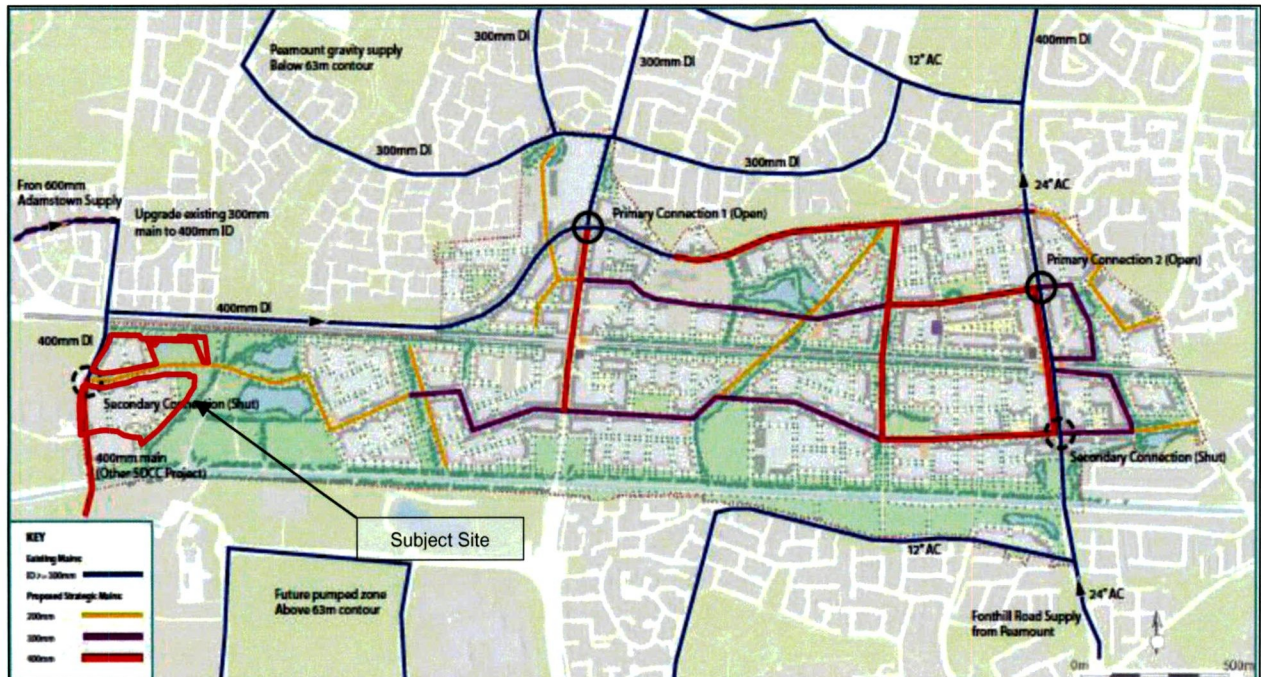 300mm DI
400mm DI
Peamount gravity supply
Below 63m contour
300mm DI
12" AC
300mm DI
300mm DI
24" AC
Fron 600mm
Adamstown Supply
Upgrade existing 300mm
main to 400mm ID
Primary Connection 1 (Open)
Primary Connection 2 (Open)
400mm DI
400mm DI
Secondary Connection (Shut)
400mm main
(Other SDCC Project)
Secondary Connection (Shut)
Subject Site
KEY
Existing Mains:
ID >= 300mm
Proposed Strategic Mains:
200mm
300mm
400mm
Future pumped zone
Above 63m contour
12" AC
24" AC
Fonthill Road Supply
from Peamount
0m
500m